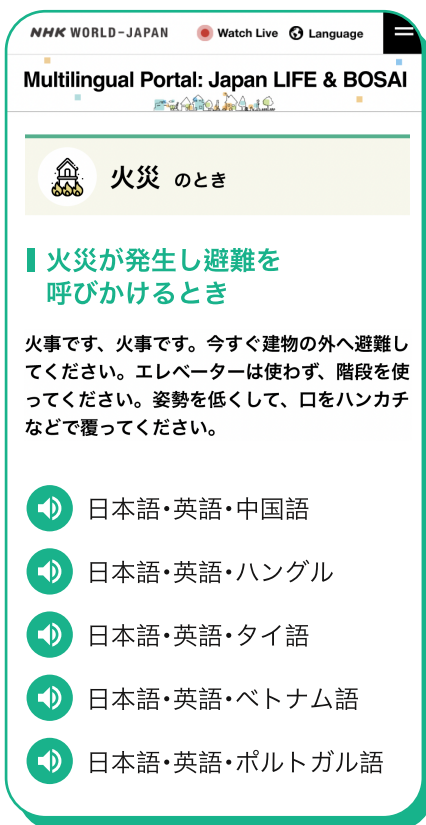 NHK WORLD-JAPAN Watch Live Language
Multilingual Portal: Japan LIFE & BOSAI
火災 のとき
火災が発生し避難を
呼びかけるとき
火事です、火事です。今すぐ建物の外へ避難し
てください。エレベーターは使わず、階段を使
ってください。姿勢を低くして、口をハンカチ
などで覆ってください。
日本語・英語・中国語
日本語・英語・ハングル
日本語・英語・タイ語
日本語・英語・ベトナム語
日本語・英語・ポルトガル語